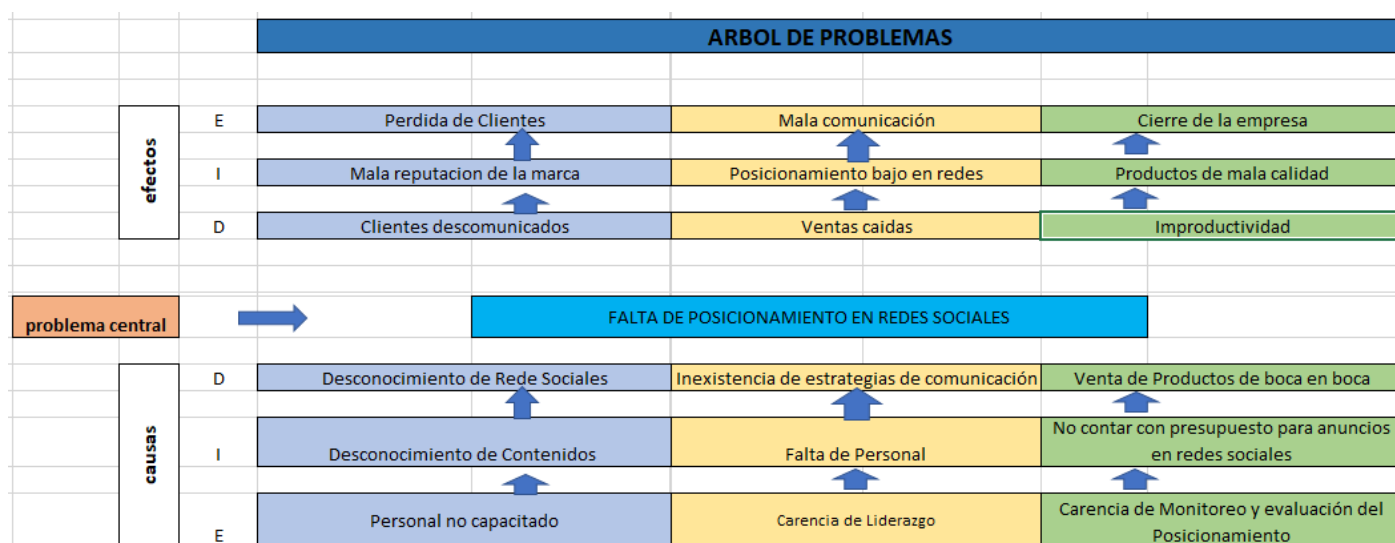 ARBOL DE PROBLEMAS
efectos
E
Perdida de Clientes
Mala comunicación
Cierre de la empresa
I
Mala reputacion de la marca
Posicionamiento bajo en redes
Productos de mala calidad
D
Clientes descomunicados
Ventas caidas
Improductividad
problema central
FALTA DE POSICIONAMIENTO EN REDES SOCIALES
causas
D
Desconocimiento de Rede Sociales
Inexistencia de estrategias de comunicación
Venta de Productos de boca en boca
I
Desconocimiento de Contenidos
Falta de Personal
No contar con presupuesto para anuncios
en redes sociales
E
Personal no capacitado
Carencia de Liderazgo
Carencia de Monitoreo y evaluación del
Posicionamiento